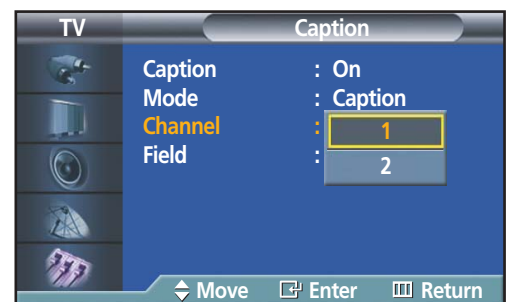 TV
Caption
Caption : On
Mode : Caption
Channel : 1
Field : 2
Move Enter Return